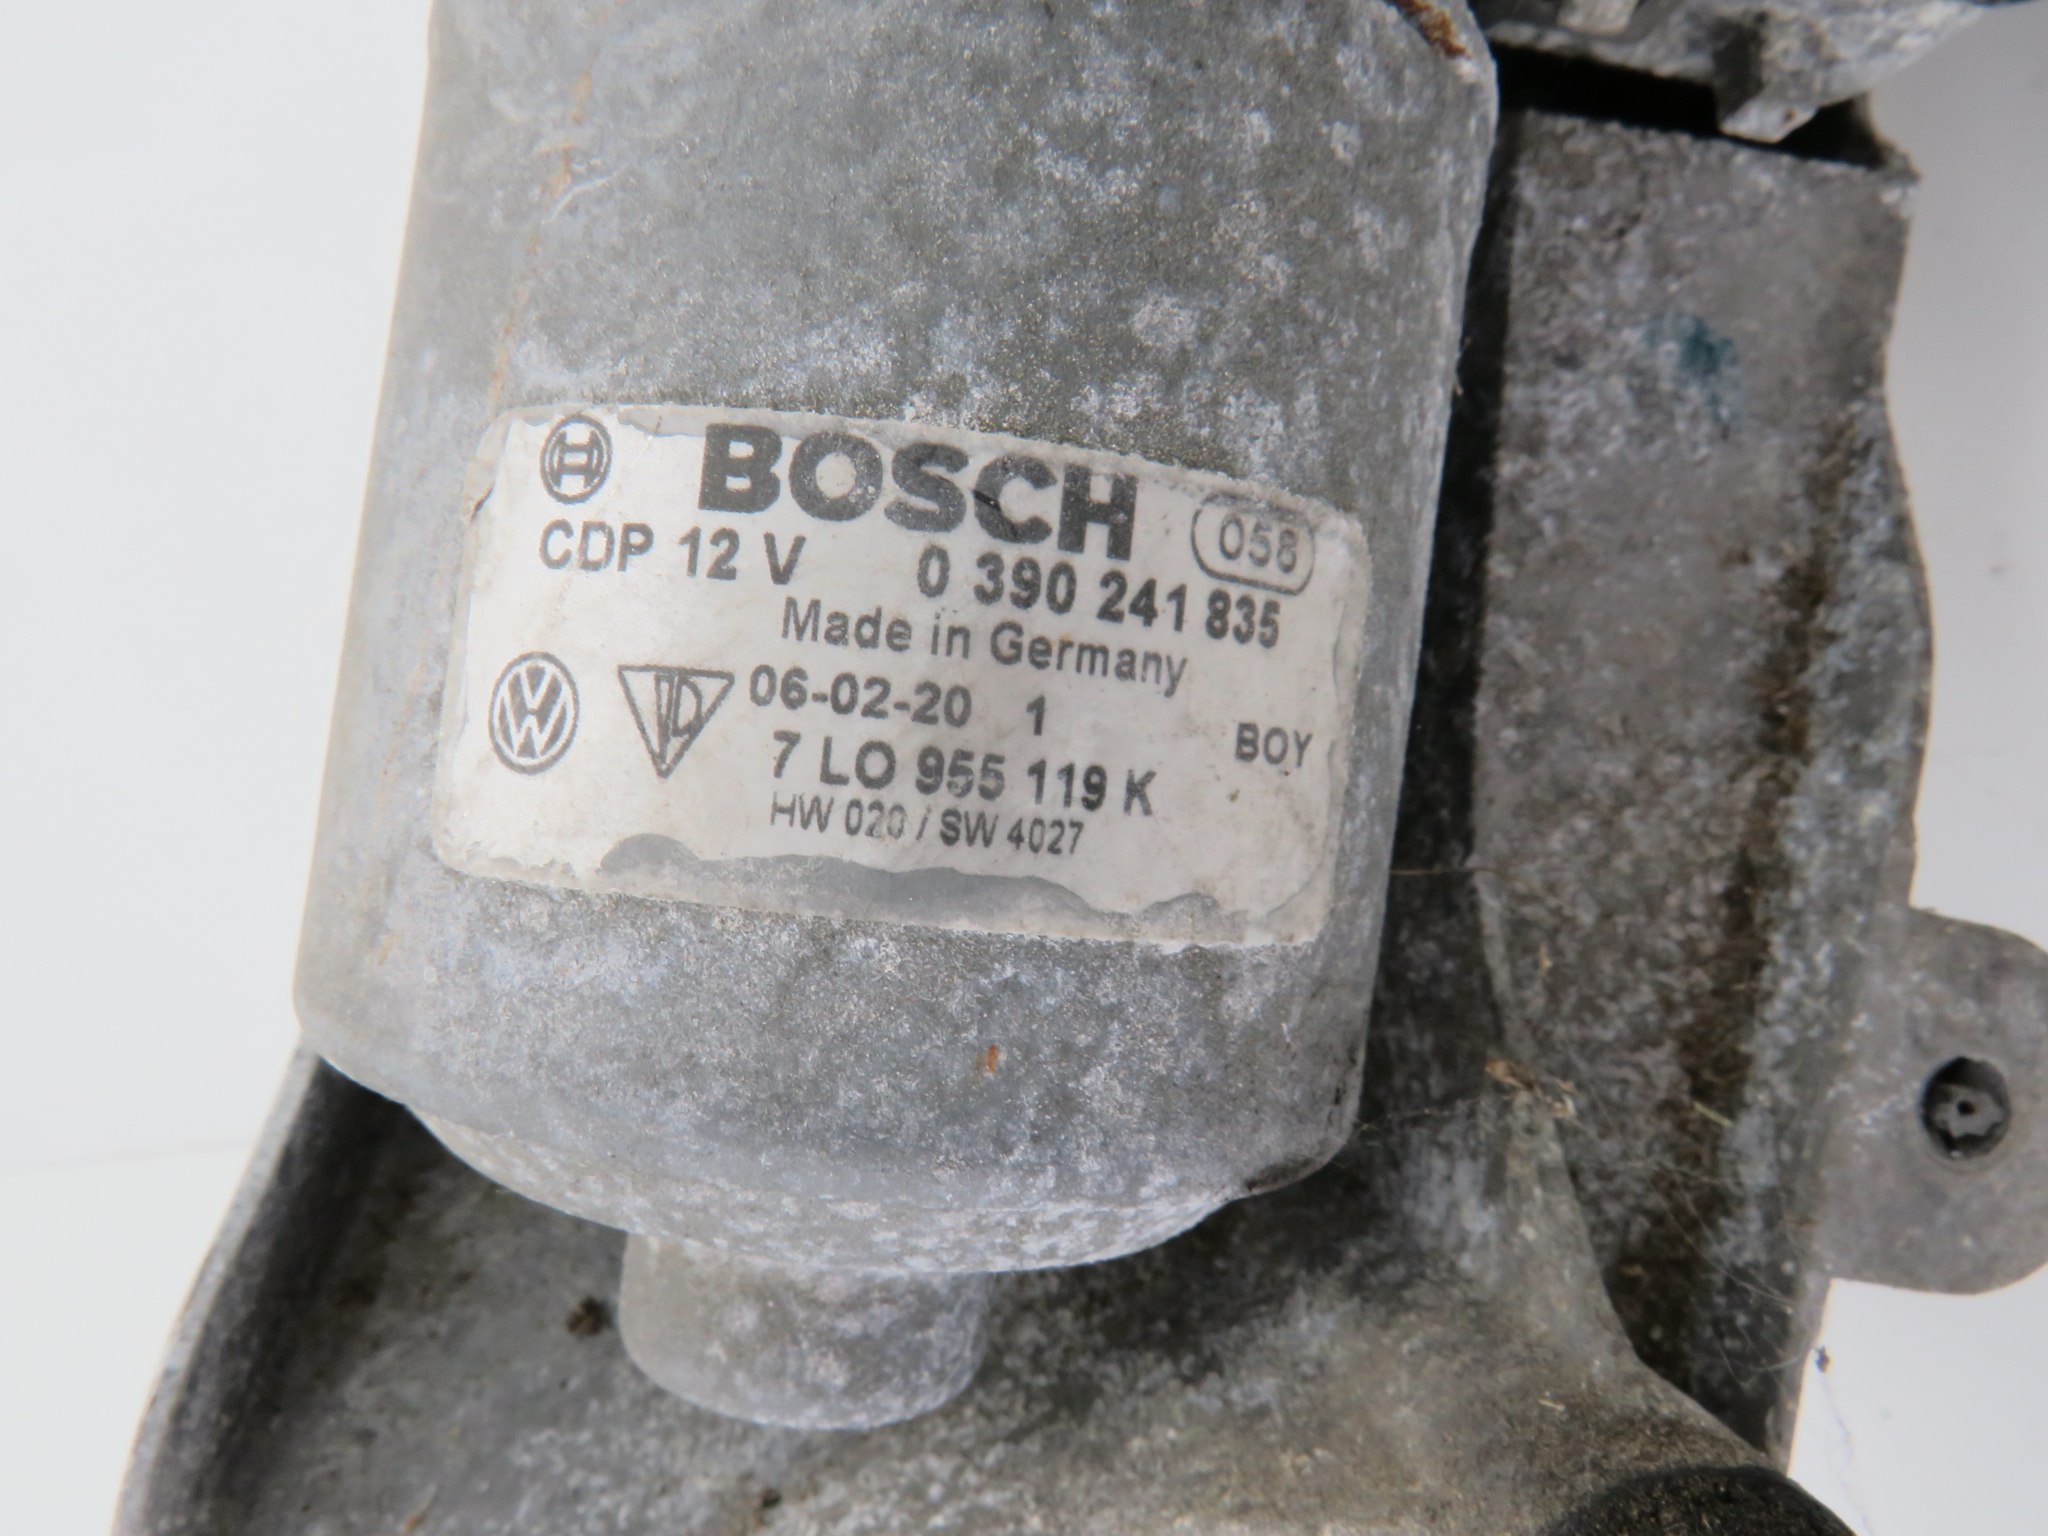 BOSCH 058
CDP 12 V 0 390 241 835
Made in Germany
06-02-20 1 BOY
7 LO 955 119 K
HW 020 / SW 4027